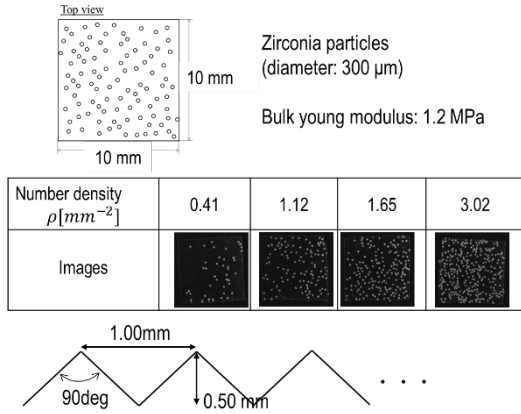 Top view
Zirconia particles
(diameter: 300 μm)
10 mm
Bulk young modulus: 1.2 MPa
10 mm
Number density
ρ[mm⁻²]
0.41
1.12
1.65
3.02
Images
1.00mm
90deg
0.50 mm
. . .